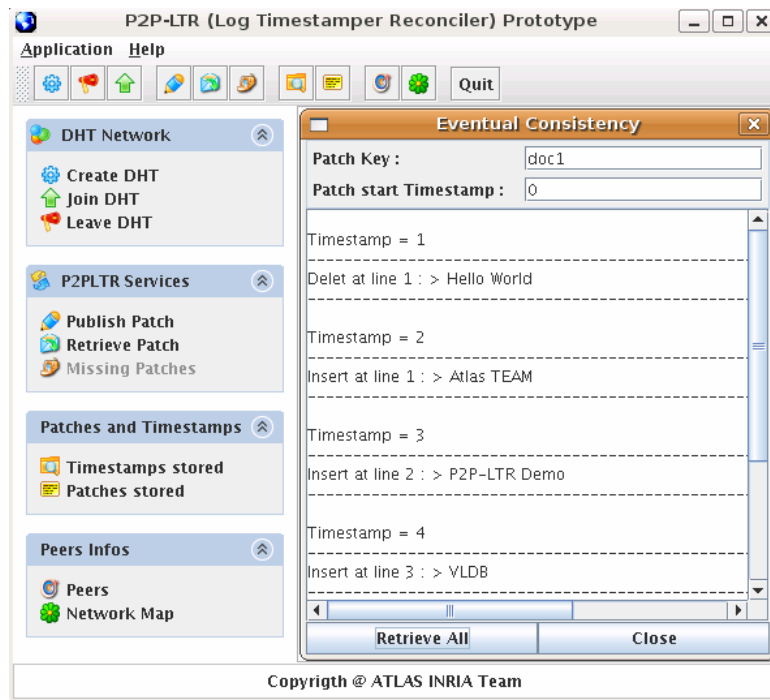 P2P-LTR (Log Timestamper Reconciler) Prototype
Application Help
Quit
DHT Network
Create DHT
Join DHT
Leave DHT
P2PLTR Services
Publish Patch
Retrieve Patch
Missing Patches
Patches and Timestamps
Timestamps stored
Patches stored
Peers Infos
Peers
Network Map
Eventual Consistency
Patch Key : doc1
Patch start Timestamp : 0
Timestamp = 1
Delet at line 1 : > Hello World
Timestamp = 2
Insert at line 1 : > Atlas TEAM
Timestamp = 3
Insert at line 2 : > P2P-LTR Demo
Timestamp = 4
Insert at line 3 : > VLDB
Retrieve All Close
Copyrigth @ ATLAS INRIA Team